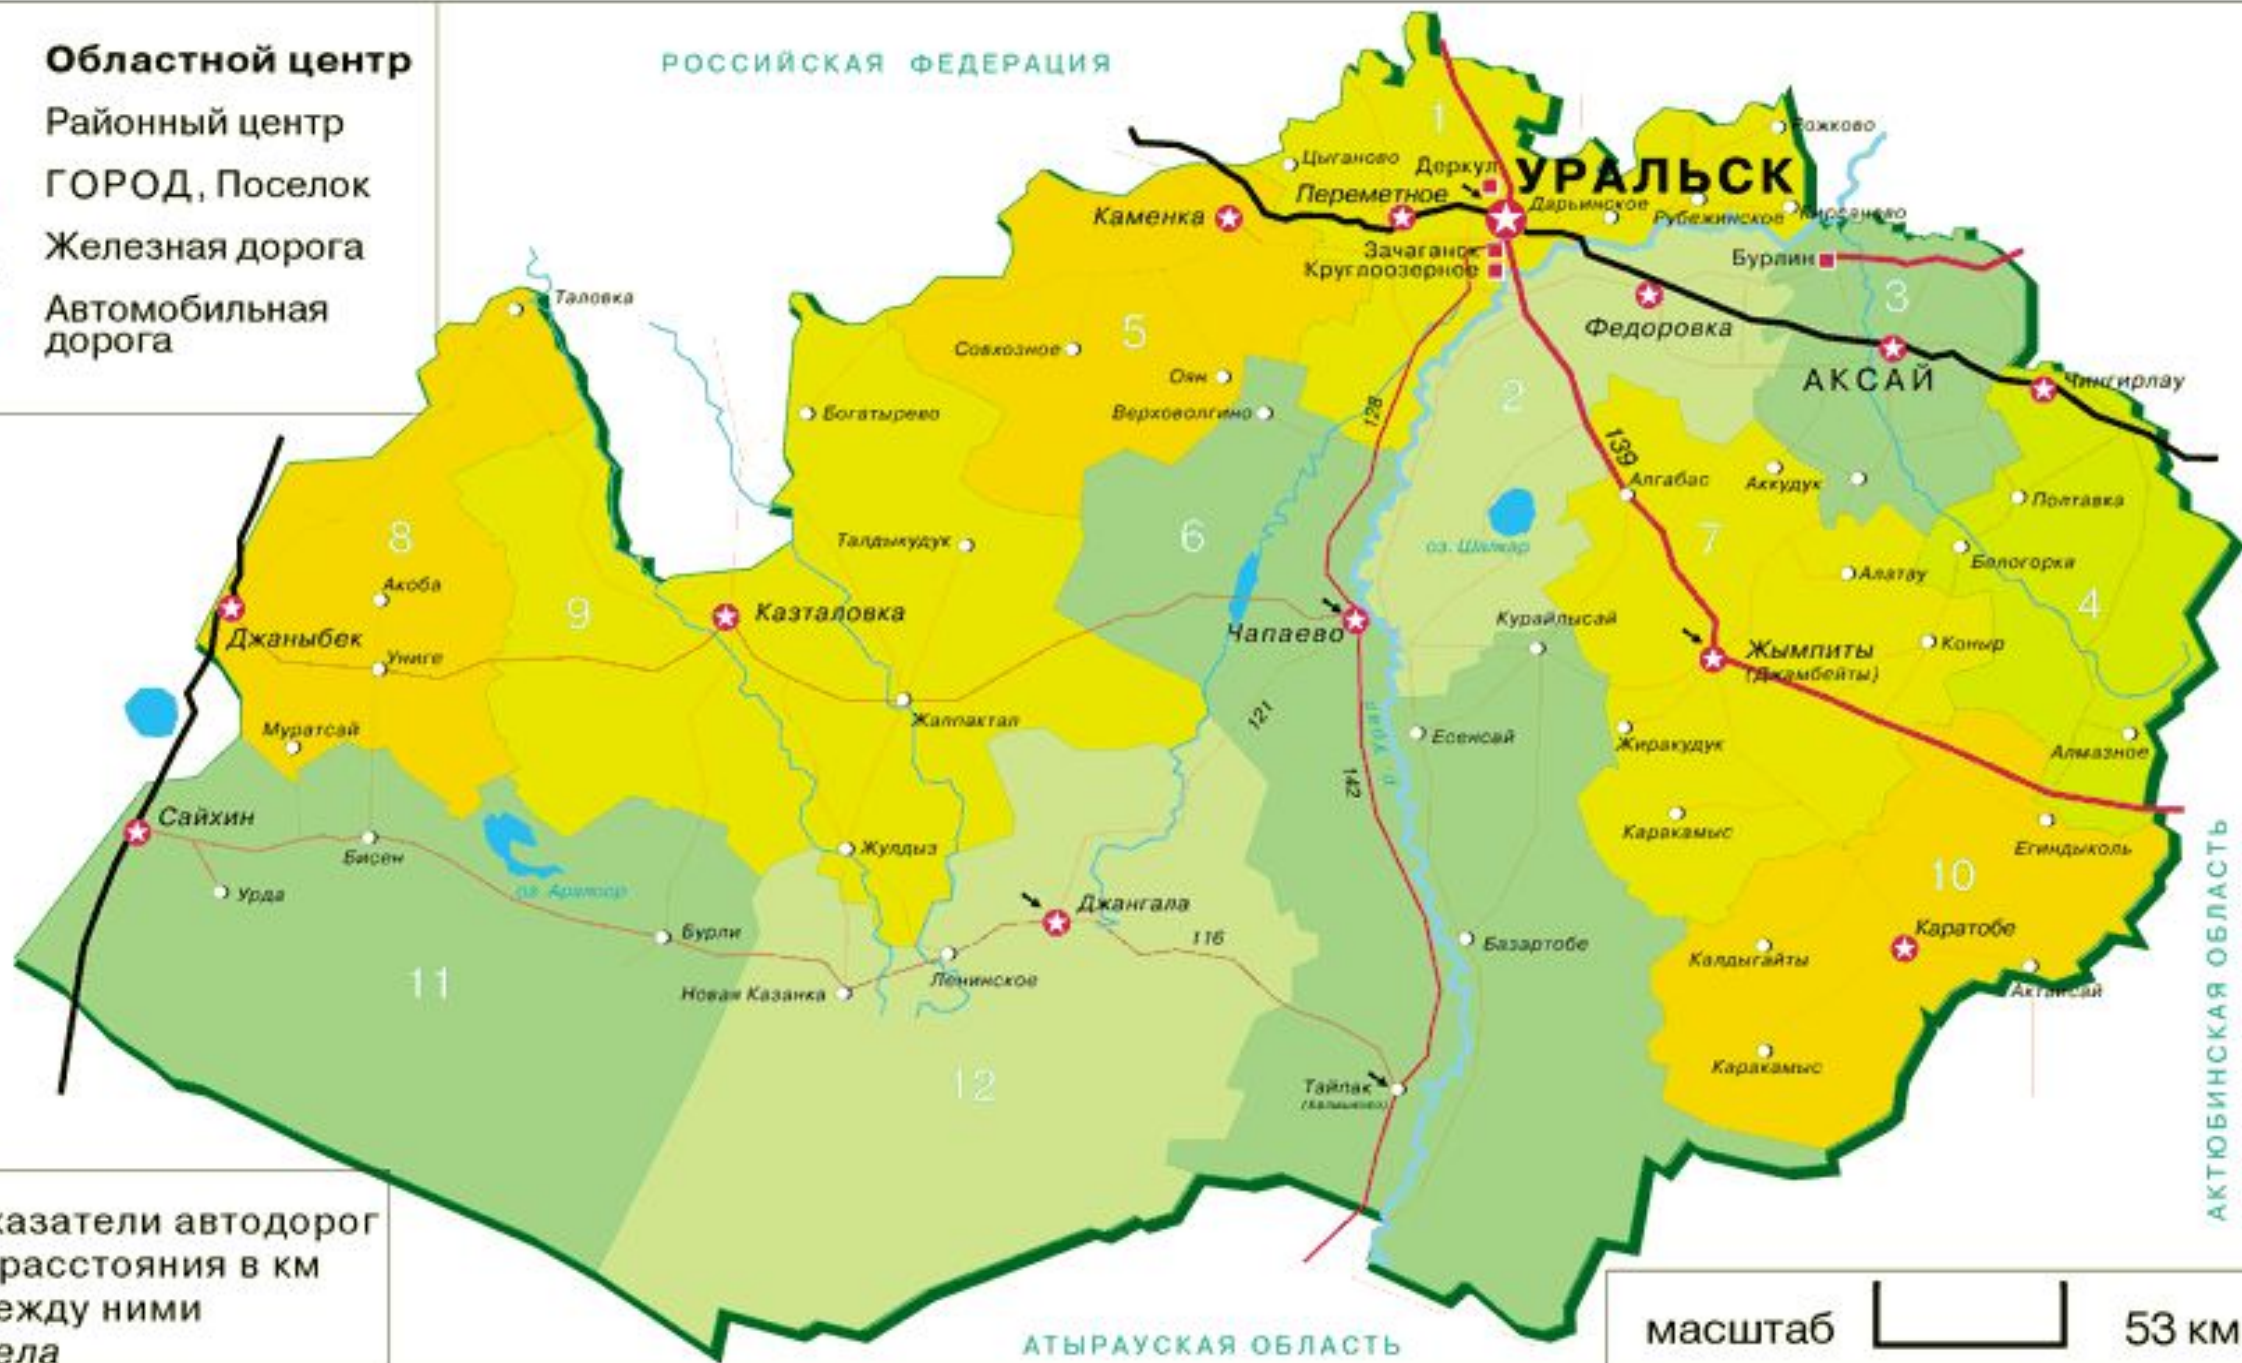 Областной центр
Районный центр
ГОРОД, Поселок
Железная дорога
Автомобильная
дорога
РОССИЙСКАЯ ФЕДЕРАЦИЯ
1
Цыганово
Деркул
УРАЛЬСК
Переметное
Каменка
Дарьинское
Рубежинское
Зачаганск
Круглоозерное
Бурлин
3
Федоровка
АКСАЙ
Чингирлау
Таловка
5
Совхозное
Оян
Богатырево
Верховолгино
128
2
139
Алгабас
Аккудук
Полтавка
8
6
7
Талдыкудук
оз. Шалкар
Белогорка
Алатау
Акоба
9
Казталовка
4
Джаныбек
Чапаево
Курайлысай
Коныр
Униге
Жымпиты
(Джамбейты)
Муратсай
Жалпактал
121
р. Урал
Есенсай
Жиракудук
Алмазное
142
Сайхин
Бисен
Жулдыз
Каракамыс
Егиндыколь
Урда
оз. Аралсор
10
Джангала
Бурли
116
Базартобе
Каратобе
Калдыгайты
11
Новая Казанка
Ленинское
12
Каракамыс
Тайпак
АКТЮБИНСКАЯ ОБЛАСТЬ
автодорог
расстояния в км
ними
АТЫРАУСКАЯ ОБЛАСТЬ
масштаб
53 км